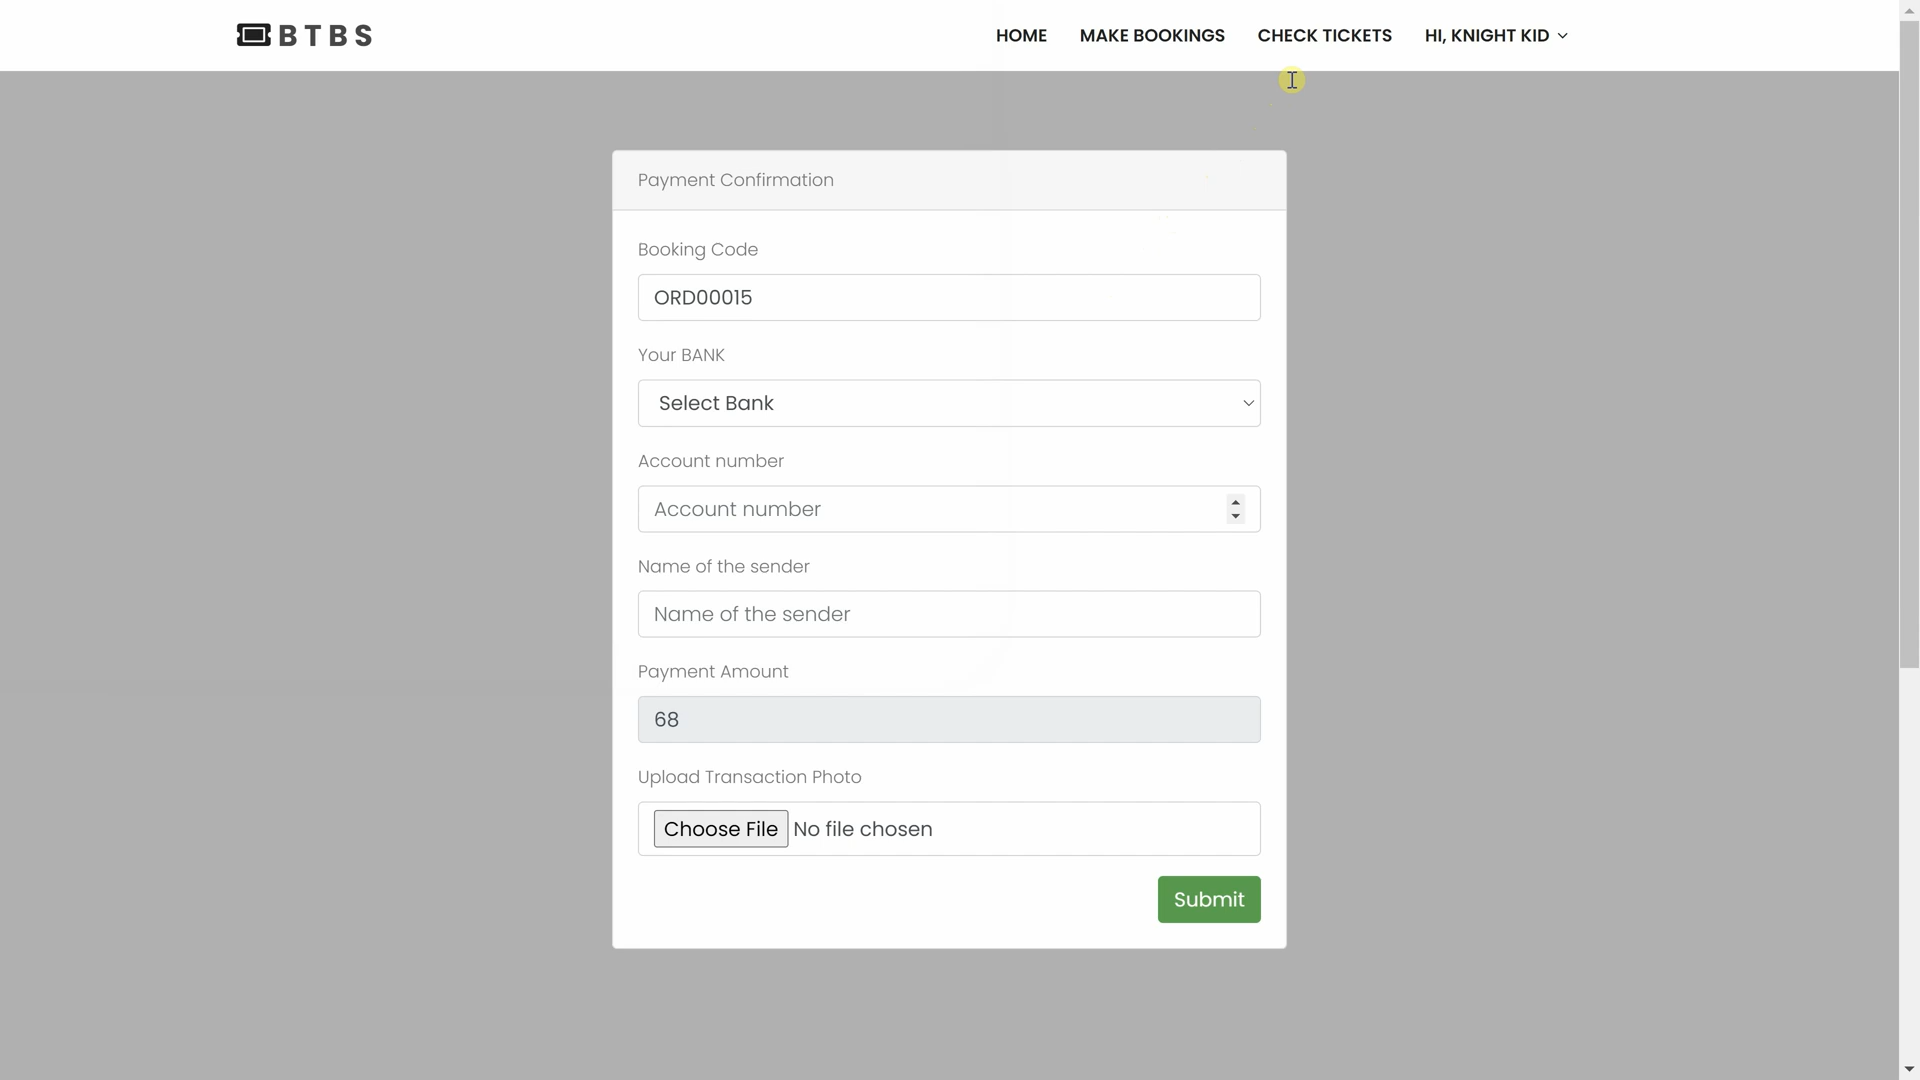 BTBS
HOME MAKE BOOKINGS CHECK TICKETS HI, KNIGHT KID
Payment Confirmation
Booking Code
ORD00015
Your BANK
Select Bank
Account number
Account number
Name of the sender
Name of the sender
Payment Amount
68
Upload Transaction Photo
Choose File No file chosen
Submit